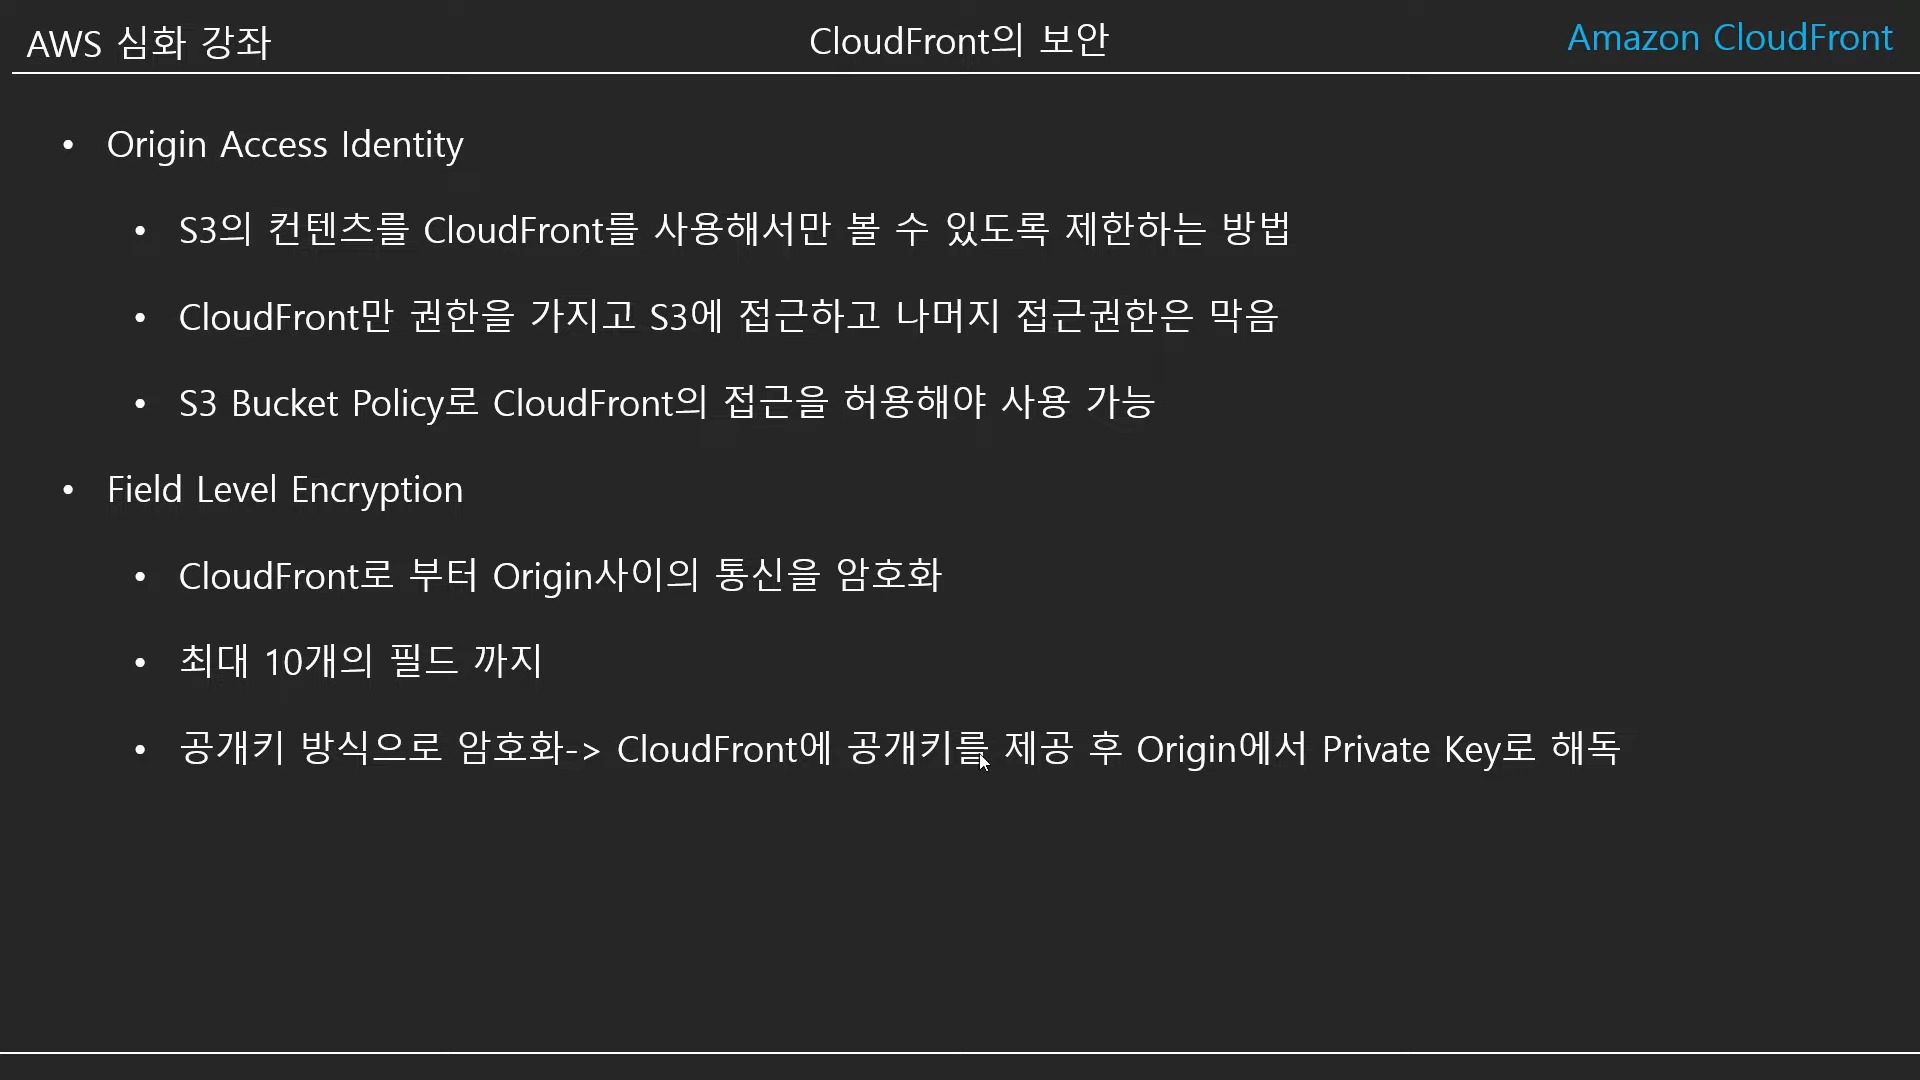 AWS 심화 강좌
CloudFront의 보안
Amazon CloudFront
• Origin Access Identity
• S3의 컨텐츠를 CloudFront를 사용해서만 볼 수 있도록 제한하는 방법
• CloudFront만 권한을 가지고 S3에 접근하고 나머지 접근권한은 막음
• S3 Bucket Policy로 CloudFront의 접근을 허용해야 사용 가능
• Field Level Encryption
• CloudFront로 부터 Origin사이의 통신을 암호화
• 최대 10개의 필드 까지
• 공개키 방식으로 암호화-> CloudFront에 공개키를 제공 후 Origin에서 Private Key로 해독